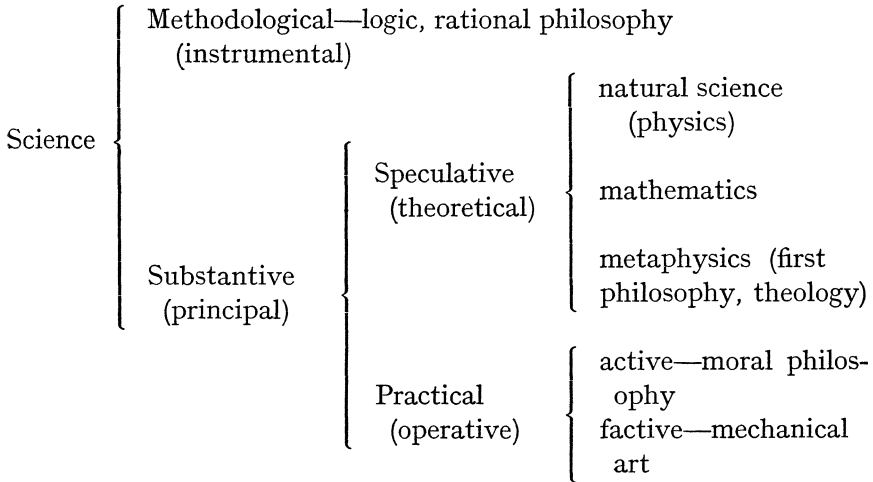 Science
Methodological—logic, rational philosophy
(instrumental)
Substantive
(principal)
Speculative
(theoretical)
natural science
(physics)
mathematics
metaphysics (first
philosophy, theology)
Practical
(operative)
active—moral philos-
ophy
factive—mechanical
art